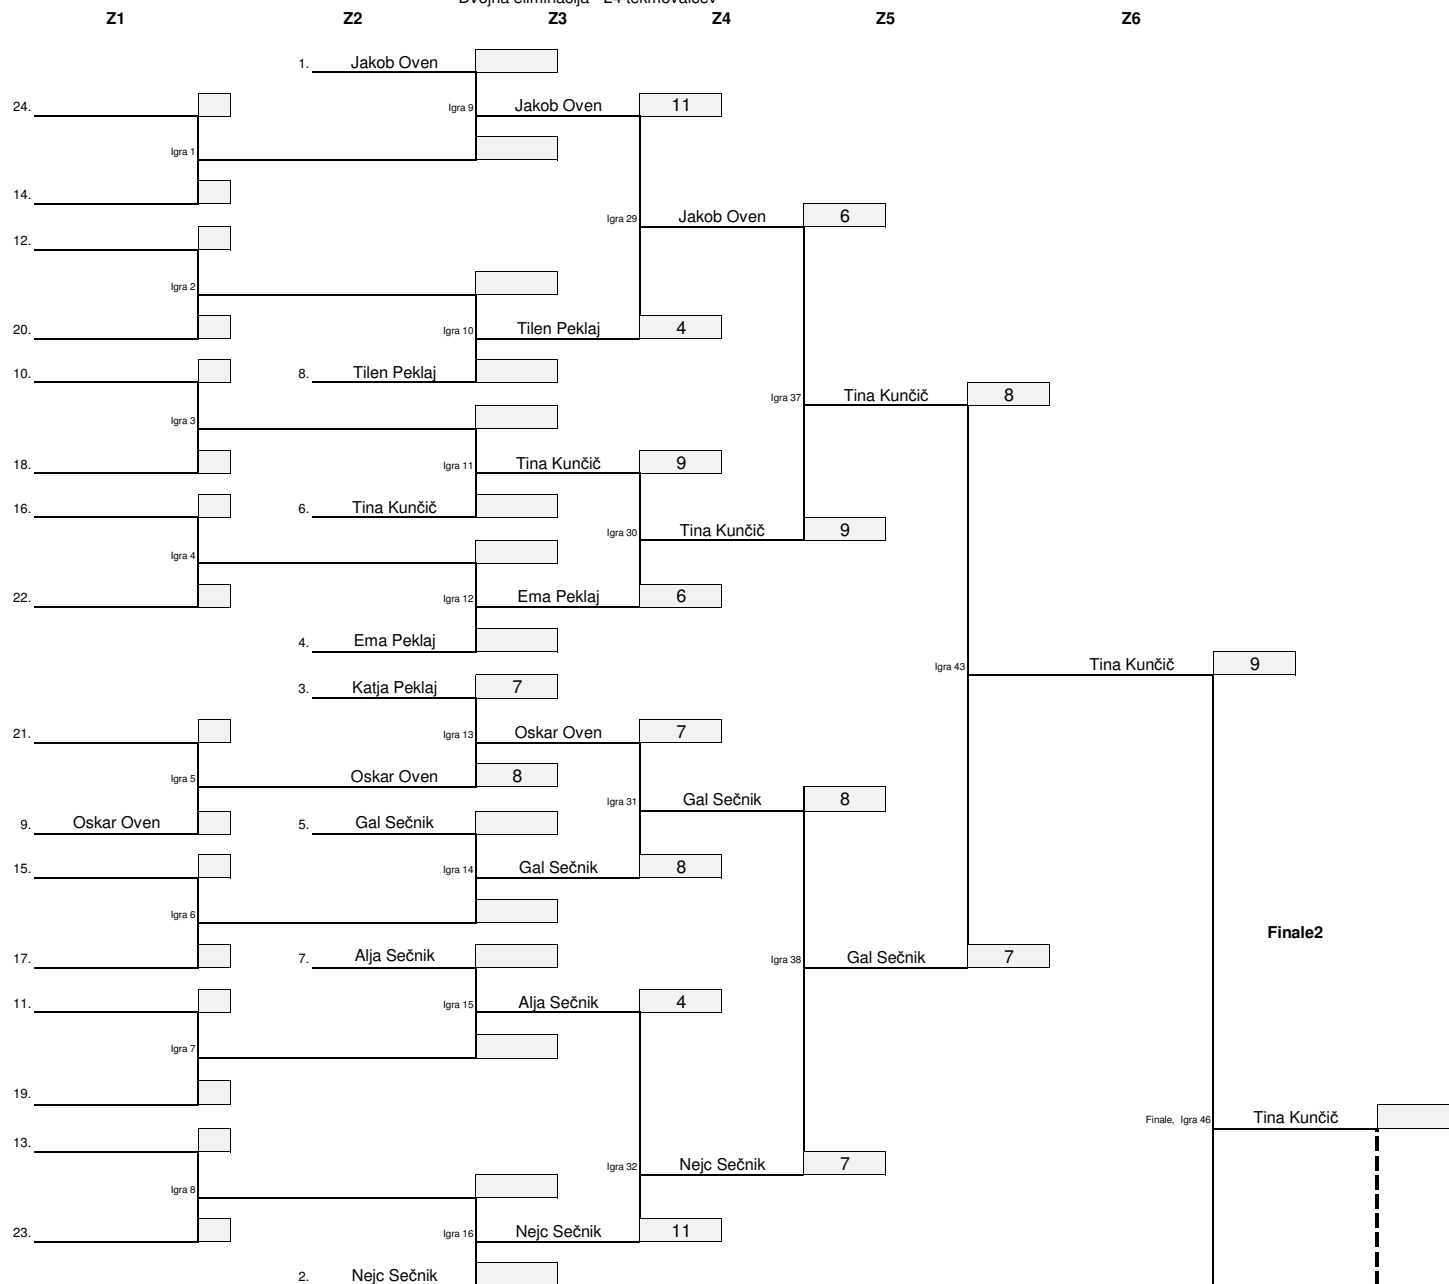 Dvojna eliminacija - 24 tekmovalcev
Z1 Z2 Z3 Z4 Z5 Z6
1. Jakob Oven
24. Igra 9 Jakob Oven 11
Igra 1
14.
Igra 29 Jakob Oven 6
12.
Igra 2
20. Igra 10 Tilen Peklaj 4
10. 8. Tilen Peklaj
Igra 37 Tina Kunčič 8
Igra 3
18. Igra 11 Tina Kunčič 9
16. 6. Tina Kunčič
Igra 30 Tina Kunčič 9
Igra 4
22. Igra 12 Ema Peklaj 6
4. Ema Peklaj
Igra 43 Tina Kunčič 9
3. Katja Peklaj 7
21. Igra 13 Oskar Oven 7
Igra 5 Oskar Oven 8
Igra 31 Gal Sečnik 8
9. Oskar Oven 5. Gal Sečnik
15. Igra 14 Gal Sečnik 8
Igra 6
Finale2
17. 7. Alja Sečnik Igra 38 Gal Sečnik 7
11. Igra 15 Alja Sečnik 4
Igra 7
19.
Finale, Igra 46 Tina Kunčič
13.
Igra 32 Nejc Sečnik 7
Igra 8
23. Igra 16 Nejc Sečnik 11
2. Nejc Sečnik